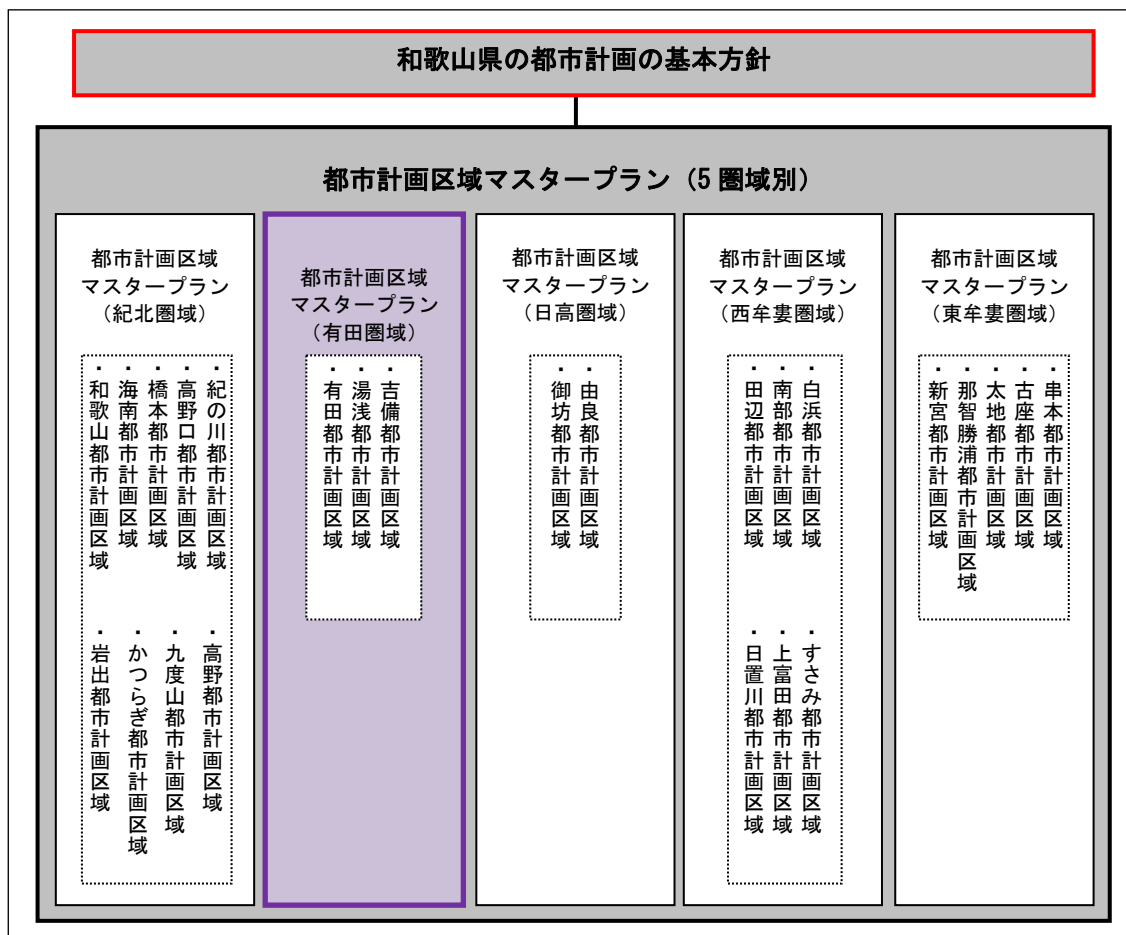 和歌山県の都市計画の基本方針
都市計画区域マスタープラン（5 圏域別）
都市計画区域
マスタープラン
（紀北圏域）
・和歌山都市計画区域
・海南都市計画区域
・橋本都市計画区域
・高野口都市計画区域
・紀の川都市計画区域
・岩出都市計画区域
・かつらぎ都市計画区域
・九度山都市計画区域
・高野都市計画区域
都市計画区域
マスタープラン
（有田圏域）
・有田都市計画区域
・湯浅都市計画区域
・吉備都市計画区域
都市計画区域
マスタープラン
（日高圏域）
・御坊都市計画区域
・由良都市計画区域
都市計画区域
マスタープラン
（西牟婁圏域）
・田辺都市計画区域
・南部都市計画区域
・白浜都市計画区域
・日置川都市計画区域
・上富田都市計画区域
・すさみ都市計画区域
都市計画区域
マスタープラン
（東牟婁圏域）
・新宮都市計画区域
・那智勝浦都市計画区域
・太地都市計画区域
・古座都市計画区域
・串本都市計画区域